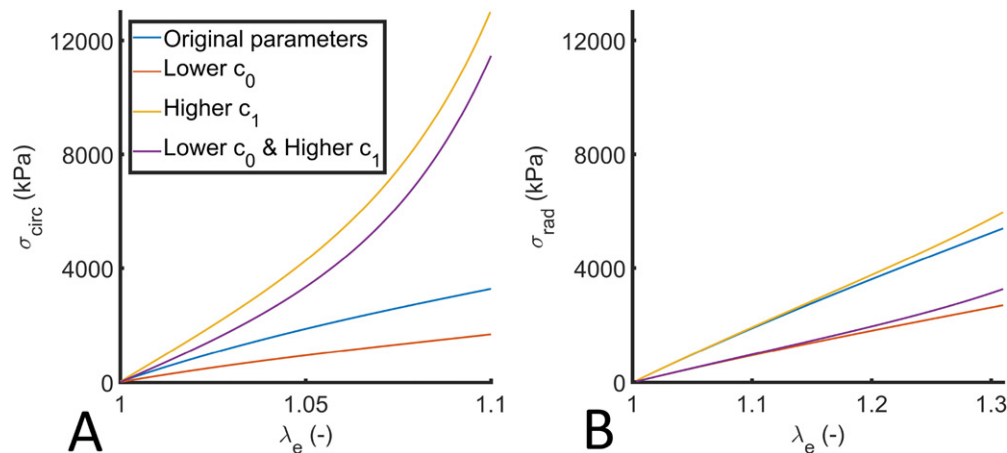 12000
8000
4000
0
σcirc (kPa)
Original parameters
Lower c0
Higher c1
Lower c0 & Higher c1
1
1.05
1.1
λe (-)
A
12000
8000
4000
0
σrad (kPa)
1
1.1
1.2
1.3
λe (-)
B